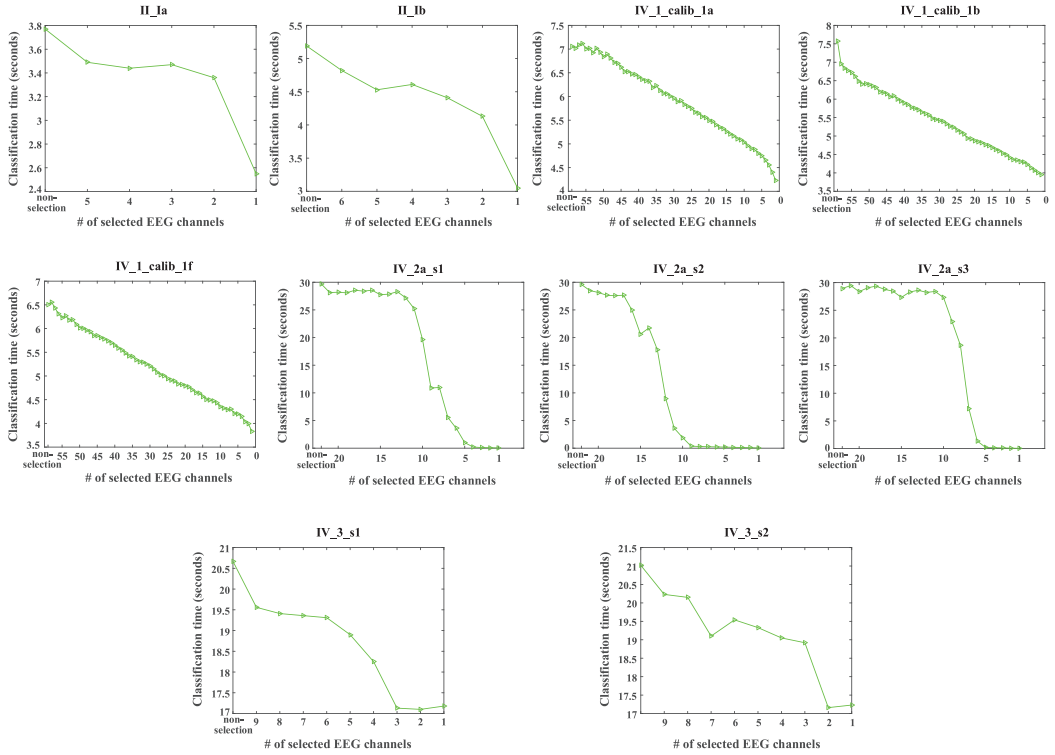 II_Ia
Classification time (seconds)
3.8
3.6
3.4
3.2
3
2.8
2.6
2.4
non-
selection
5 4 3 2 1
# of selected EEG channels
II_Ib
Classification time (seconds)
5.5
5
4.5
4
3.5
3
non-
selection
6 5 4 3 2 1
# of selected EEG channels
IV_1_calib_1a
Classification time (seconds)
8
7.5
7
6.5
6
5.5
5
4.5
4
non-
selection
55 50 45 40 35 30 25 20 15 10 5 0
# of selected EEG channels
IV_1_calib_1b
Classification time (seconds)
8
7.5
7
6.5
6
5.5
5
4.5
4
3.5
non-
selection
55 50 45 40 35 30 25 20 15 10 5 0
# of selected EEG channels
IV_1_calib_1f
Classification time (seconds)
7
6.5
6
5.5
5
4.5
4
3.5
non-
selection
55 50 45 40 35 30 25 20 15 10 5 0
# of selected EEG channels
IV_2a_s1
Classification time (seconds)
30
25
20
15
10
5
0
non-
selection
20 15 10 5 1
# of selected EEG channels
IV_2a_s2
Classification time (seconds)
30
25
20
15
10
5
0
non-
selection
20 15 10 5 1
# of selected EEG channels
IV_2a_s3
Classification time (seconds)
30
25
20
15
10
5
0
non-
selection
20 15 10 5 1
# of selected EEG channels
IV_3_s1
Classification time (seconds)
21
20.5
20
19.5
19
18.5
18
17.5
17
non-
selection
9 8 7 6 5 4 3 2 1
# of selected EEG channels
IV_3_s2
Classification time (seconds)
21.5
21
20.5
20
19.5
19
18.5
18
17.5
17
9 8 7 6 5 4 3 2 1
# of selected EEG channels